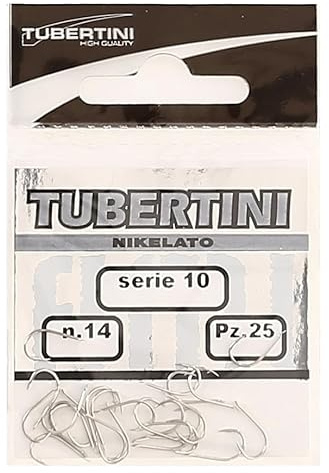 TUBERTINI
HIGH QUALITY
TUBERTINI
NIKELATO
serie 10
n.14
Pz.25